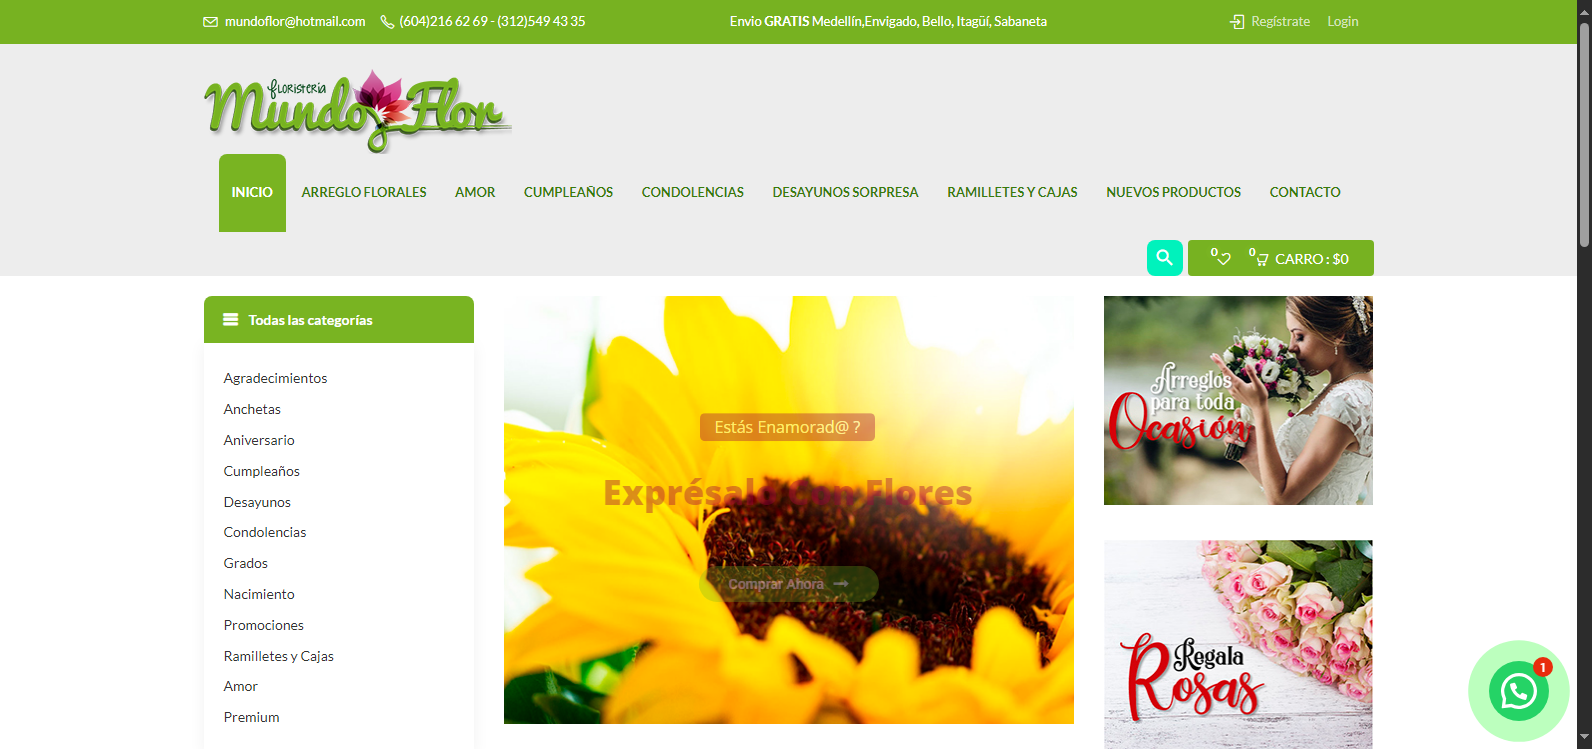 mundoflor@hotmail.com (604)216 62 69 - (312)549 43 35 Envio GRATIS Medellín,Envigado, Bello, Itagüí, Sabaneta Regístrate Login
floristeria
Mundo Flor
INICIO ARREGLO FLORALES AMOR CUMPLEAÑOS CONDOLENCIAS DESAYUNOS SORPRESA RAMILLETES Y CAJAS NUEVOS PRODUCTOS CONTACTO
0 0 CARRO : $0
Todas las categorías
Agradecimientos
Anchetas
Aniversario
Cumpleaños
Desayunos
Condolencias
Grados
Nacimiento
Promociones
Ramilletes y Cajas
Amor
Premium
Estás Enamorad@ ?
Exprésalo Con Flores
Comprar Ahora
Arreglos
para toda
Ocasión
Regala
Rosas
1